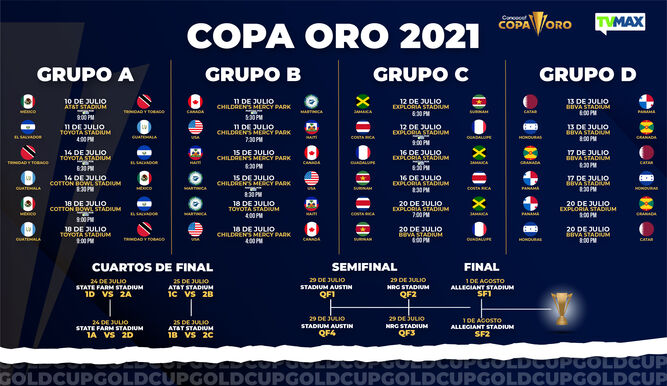 COPA ORO 2021
Concacaf
COPA ORO
TVMAX
GRUPO A
MÉXICO
10 DE JULIO
AT&T STADIUM
9:00 PM
TRINIDAD Y TOBAGO
EL SALVADOR
11 DE JULIO
TOYOTA STADIUM
4:00 PM
GUATEMALA
TRINIDAD Y TOBAGO
14 DE JULIO
TOYOTA STADIUM
6:30 PM
EL SALVADOR
GUATEMALA
14 DE JULIO
COTTON BOWL STADIUM
8:30 PM
MÉXICO
MÉXICO
18 DE JULIO
COTTON BOWL STADIUM
9:00 PM
EL SALVADOR
GUATEMALA
18 DE JULIO
TOYOTA STADIUM
9:00 PM
TRINIDAD Y TOBAGO
GRUPO B
CANADA
11 DE JULIO
CHILDREN'S MERCY PARK
5:30 PM
MARTINICA
USA
11 DE JULIO
CHILDREN'S MERCY PARK
7:30 PM
HAITI
HAITI
15 DE JULIO
CHILDREN'S MERCY PARK
6:30 PM
CANADA
MARTINICA
15 DE JULIO
CHILDREN'S MERCY PARK
8:30 PM
USA
MARTINICA
18 DE JULIO
TOYOTA STADIUM
4:00 PM
HAITI
USA
18 DE JULIO
CHILDREN'S MERCY PARK
4:00 PM
CANADA
GRUPO C
JAMAICA
12 DE JULIO
EXPLORIA STADIUM
6:30 PM
SURINAM
COSTA RICA
12 DE JULIO
EXPLORIA STADIUM
9:00 PM
GUADALUPE
GUADALUPE
16 DE JULIO
EXPLORIA STADIUM
6:30 PM
JAMAICA
SURINAM
16 DE JULIO
EXPLORIA STADIUM
8:30 PM
COSTA RICA
COSTA RICA
20 DE JULIO
EXPLORIA STADIUM
7:00 PM
JAMAICA
SURINAM
20 DE JULIO
BBVA STADIUM
6:00 PM
GUADALUPE
GRUPO D
CATAR
13 DE JULIO
BBVA STADIUM
6:00 PM
PANAMÁ
HONDURAS
13 DE JULIO
BBVA STADIUM
8:00 PM
GRANADA
GRANADA
17 DE JULIO
BBVA STADIUM
6:30 PM
CATAR
PANAMÁ
17 DE JULIO
BBVA STADIUM
8:30 PM
HONDURAS
PANAMÁ
20 DE JULIO
BBVA STADIUM
9:00 PM
GRANADA
HONDURAS
20 DE JULIO
BBVA STADIUM
8:00 PM
CATAR
CUARTOS DE FINAL
24 DE JULIO
STATE FARM STADIUM
1D VS 2A
25 DE JULIO
AT&T STADIUM
1C VS 2B
24 DE JULIO
STATE FARM STADIUM
1A VS 2D
25 DE JULIO
AT&T STADIUM
1B VS 2C
SEMIFINAL
29 DE JULIO
STADIUM AUSTIN
QF1
29 DE JULIO
NRG STADIUM
QF2
29 DE JULIO
STADIUM AUSTIN
QF4
29 DE JULIO
NRG STADIUM
QF3
FINAL
1 DE AGOSTO
ALLEGIANT STADIUM
SF1
1 DE AGOSTO
ALLEGIANT STADIUM
SF2
GOLDCUPGOLDCUPGOLDCUPGOLDCUPGOLDCUPGOLDCUPGOLDCUP